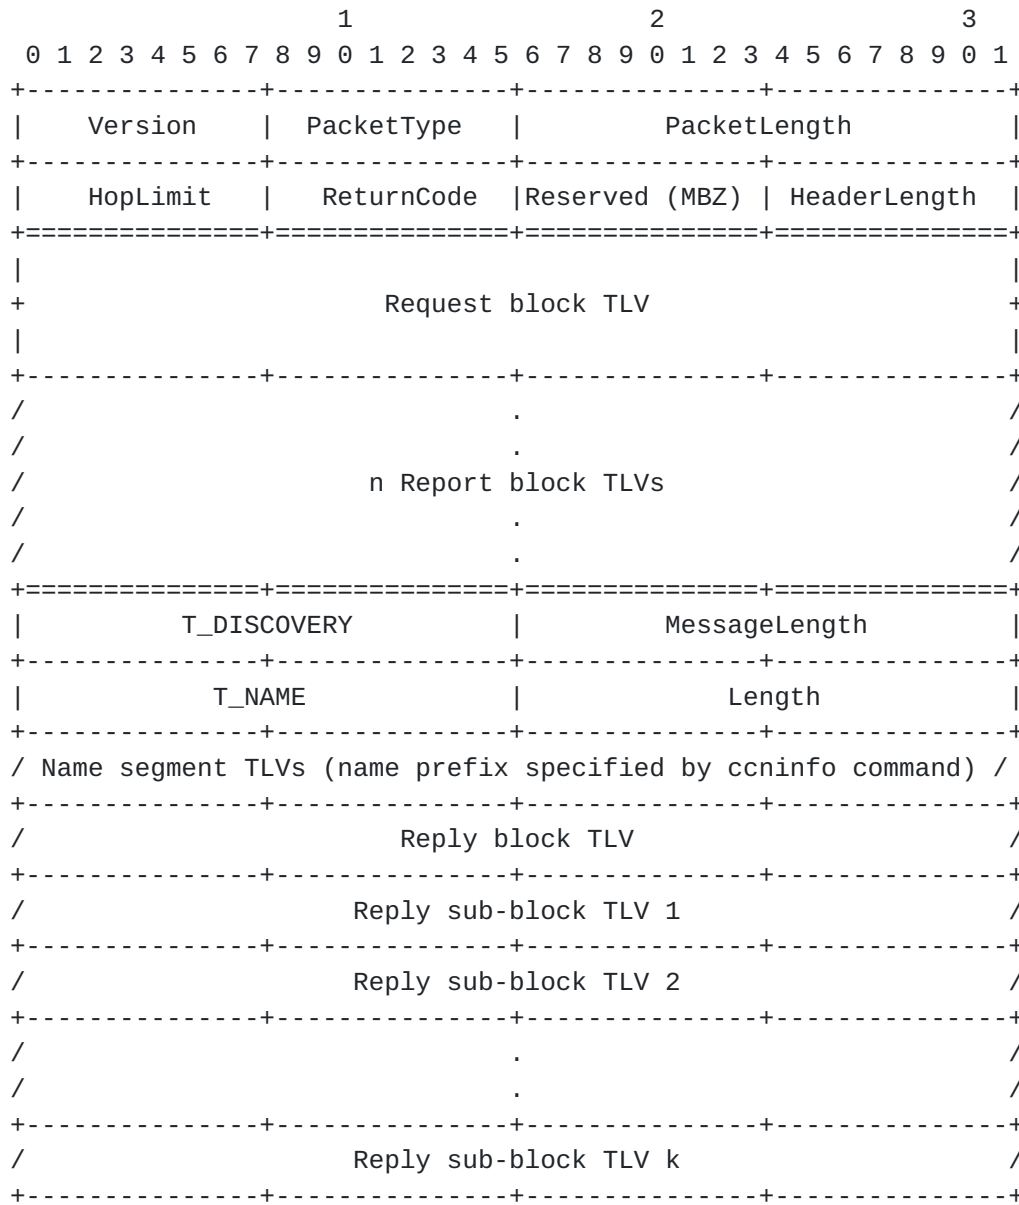 1                   2                   3
 0 1 2 3 4 5 6 7 8 9 0 1 2 3 4 5 6 7 8 9 0 1 2 3 4 5 6 7 8 9 0 1
+---------------+---------------+---------------+---------------+
|    Version    |  PacketType   |         PacketLength          |
+---------------+---------------+---------------+---------------+
|    HopLimit   |   ReturnCode  |Reserved (MBZ) | HeaderLength  |
+===============+===============+===============+===============+
|                                                               |
+                       Request block TLV                       +
|                                                               |
+---------------+---------------+---------------+---------------+
/                               .                               /
/                               .                               /
/                      n Report block TLVs                      /
/                               .                               /
/                               .                               /
+===============+===============+===============+===============+
|          T_DISCOVERY          |         MessageLength         |
+---------------+---------------+---------------+---------------+
|            T_NAME             |             Length            |
+---------------+---------------+---------------+---------------+
/ Name segment TLVs (name prefix specified by ccninfo command) /
+---------------+---------------+---------------+---------------+
/                        Reply block TLV                        /
+---------------+---------------+---------------+---------------+
/                     Reply sub-block TLV 1                     /
+---------------+---------------+---------------+---------------+
/                     Reply sub-block TLV 2                     /
+---------------+---------------+---------------+---------------+
/                               .                               /
/                               .                               /
+---------------+---------------+---------------+---------------+
/                     Reply sub-block TLV k                     /
+---------------+---------------+---------------+---------------+